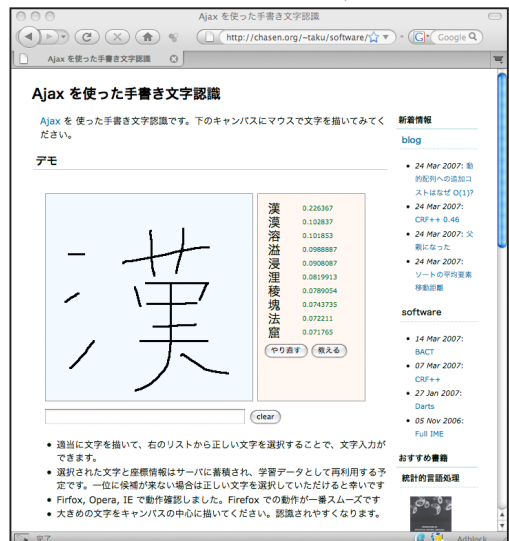 Ajax を使った手書き文字認識
http://chasen.org/~taku/software/
Google
Ajax を使った手書き文字認識
Ajax を使った手書き文字認識
Ajax を 使った手書き文字認識です。下のキャンパスにマウスで文字を描いてみてく
ださい。
デモ
漢
漢 0.226367
漠 0.102837
溶 0.101853
溢 0.0988887
浸 0.0908087
浬 0.0819913
稜 0.0789054
塊 0.0743735
法 0.072211
窟 0.071765
やり直す 教える
clear
適当に文字を描いて、右のリストから正しい文字を選択することで、文字入力が
できます。
選択された文字と座標情報はサーバに蓄積され、学習データとして再利用する予
定です。一位に候補が来ない場合は正しい文字を選択していただけると幸いです
Firfox, Opera, IE で動作確認しました。Firefox での動作が一番スムーズです
大きめの文字をキャンパスの中心に描いてください。認識されやすくなります。
新着情報
blog
24 Mar 2007: 動
的配列への追加コ
ストはなぜ O(1)?
24 Mar 2007:
CRF++ 0.46
24 Mar 2007: 父
親になった
24 Mar 2007:
ソートの平均要素
移動距離
software
14 Mar 2007:
BACT
07 Mar 2007:
CRF++
27 Jan 2007:
Darts
05 Nov 2006:
Full IME
おすすめ書籍
統計的言語処理
完了
Adblock